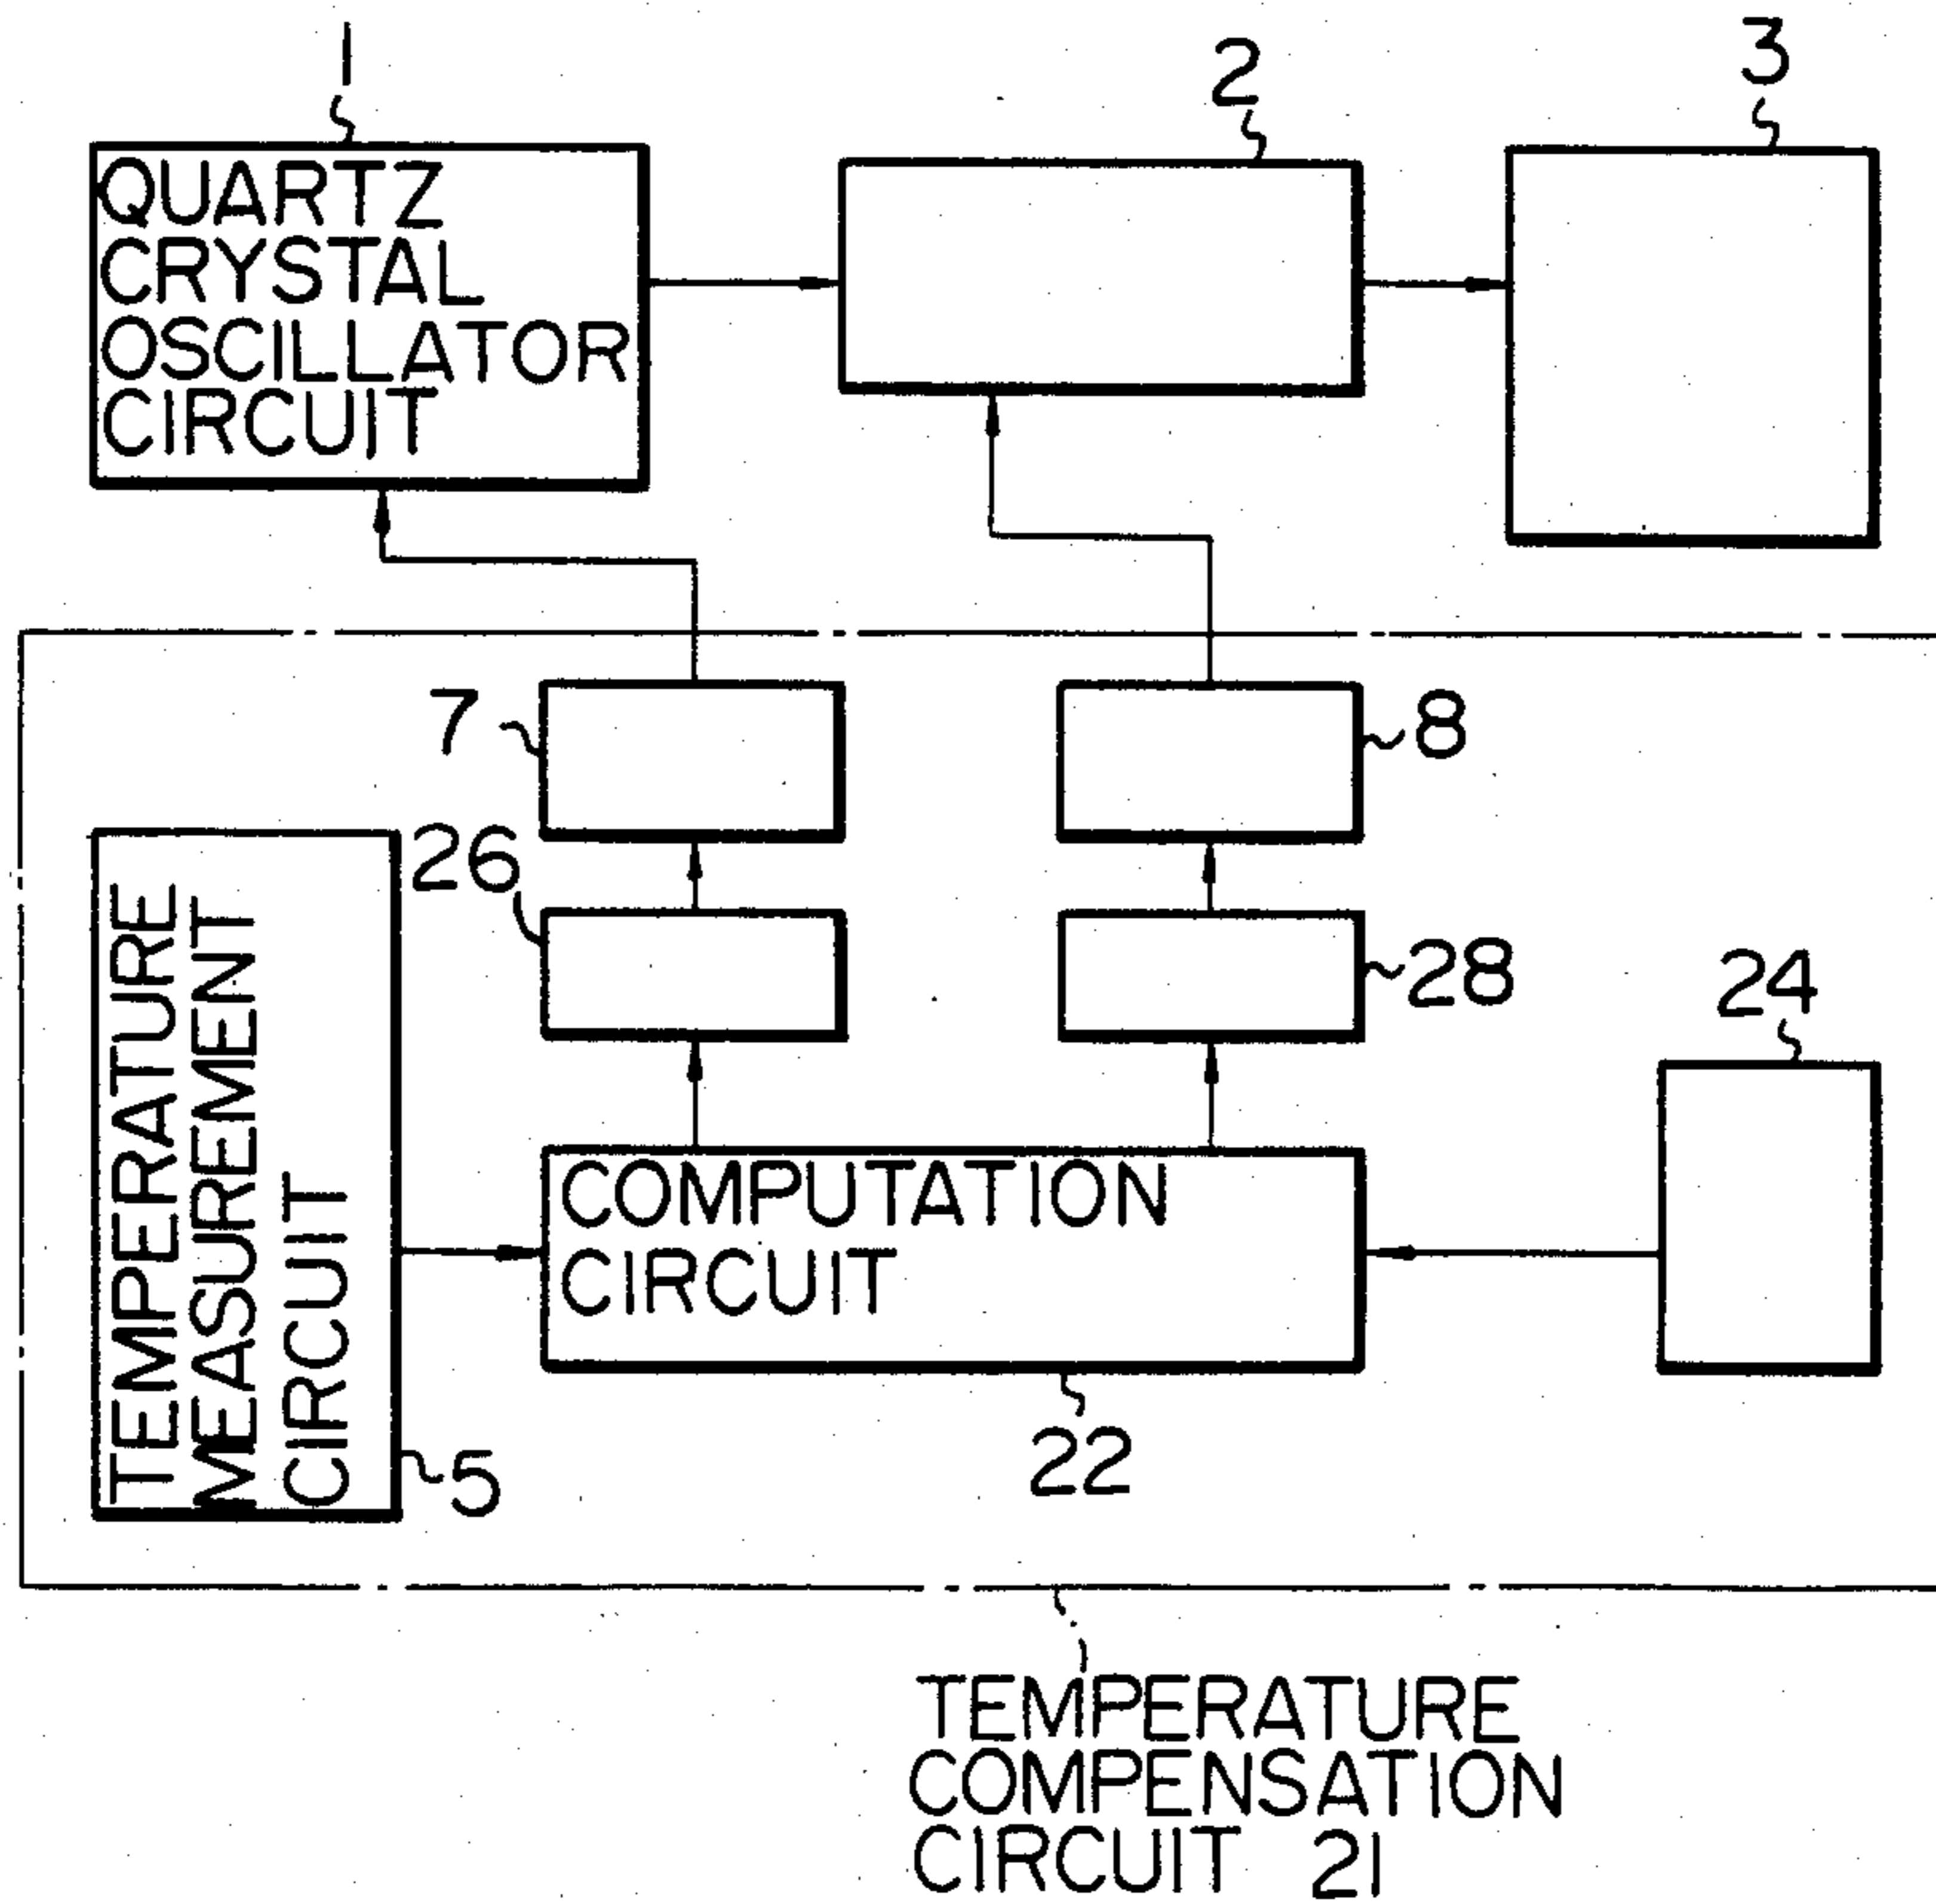 1
2
3
QUARTZ
CRYSTAL
OSCILLATOR
CIRCUIT
7
8
26
28
24
TEMPERATURE
MEASUREMENT
CIRCUIT
5
COMPUTATION
CIRCUIT
22
TEMPERATURE
COMPENSATION
CIRCUIT 21